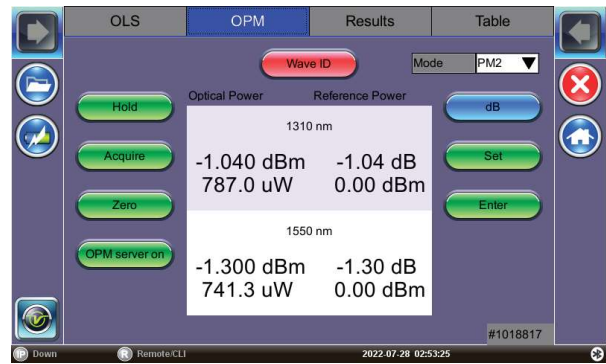 OLS OPM Results Table
Wave ID Mode PM2
Optical Power Reference Power
Hold dB
1310 nm
Acquire -1.040 dBm -1.04 dB Set
787.0 uW 0.00 dBm
Zero Enter
1550 nm
OPM server on
-1.300 dBm -1.30 dB
741.3 uW 0.00 dBm
#1018817
IP Down R Remote/CLI 2022-07-28 02:53:25